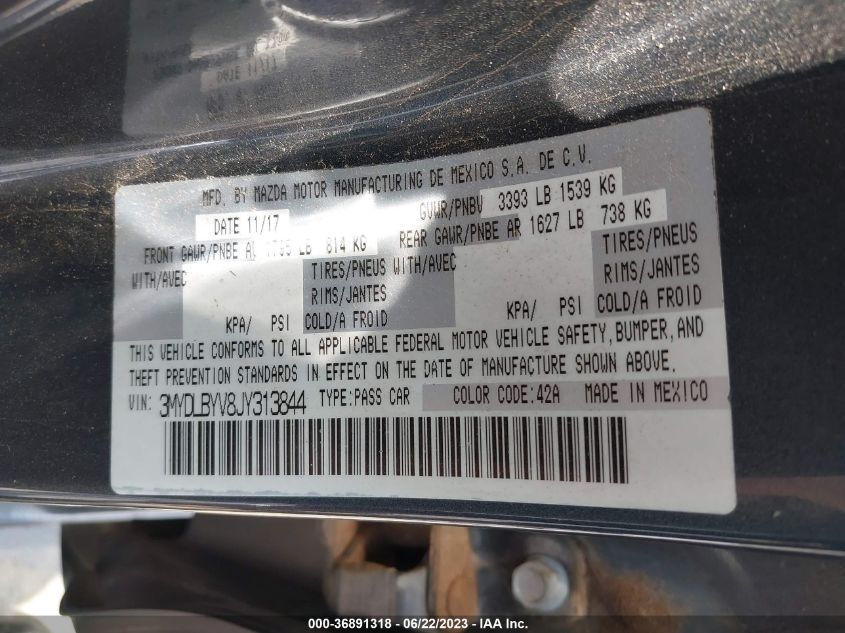 DATE 11/17
MFD. BY MAZDA MOTOR MANUFACTURING DE MEXICO S.A. DE C.V.
DATE 11/17 GVWR/PNBV 3393 LB 1539 KG
FRONT GAWR/PNBE AV 1795 LB 814 KG REAR GAWR/PNBE AR 1627 LB 738 KG
WITH/AVEC TIRES/PNEUS WITH/AVEC TIRES/PNEUS
RIMS/JANTES RIMS/JANTES
KPA/ PSI COLD/A FROID KPA/ PSI COLD/A FROID
THIS VEHICLE CONFORMS TO ALL APPLICABLE FEDERAL MOTOR VEHICLE SAFETY, BUMPER, AND
THEFT PREVENTION STANDARDS IN EFFECT ON THE DATE OF MANUFACTURE SHOWN ABOVE.
VIN: 3MYDLBYV8JY313844 TYPE:PASS CAR COLOR CODE:42A MADE IN MEXICO
000-36891318 - 06/22/2023 - IAA Inc.